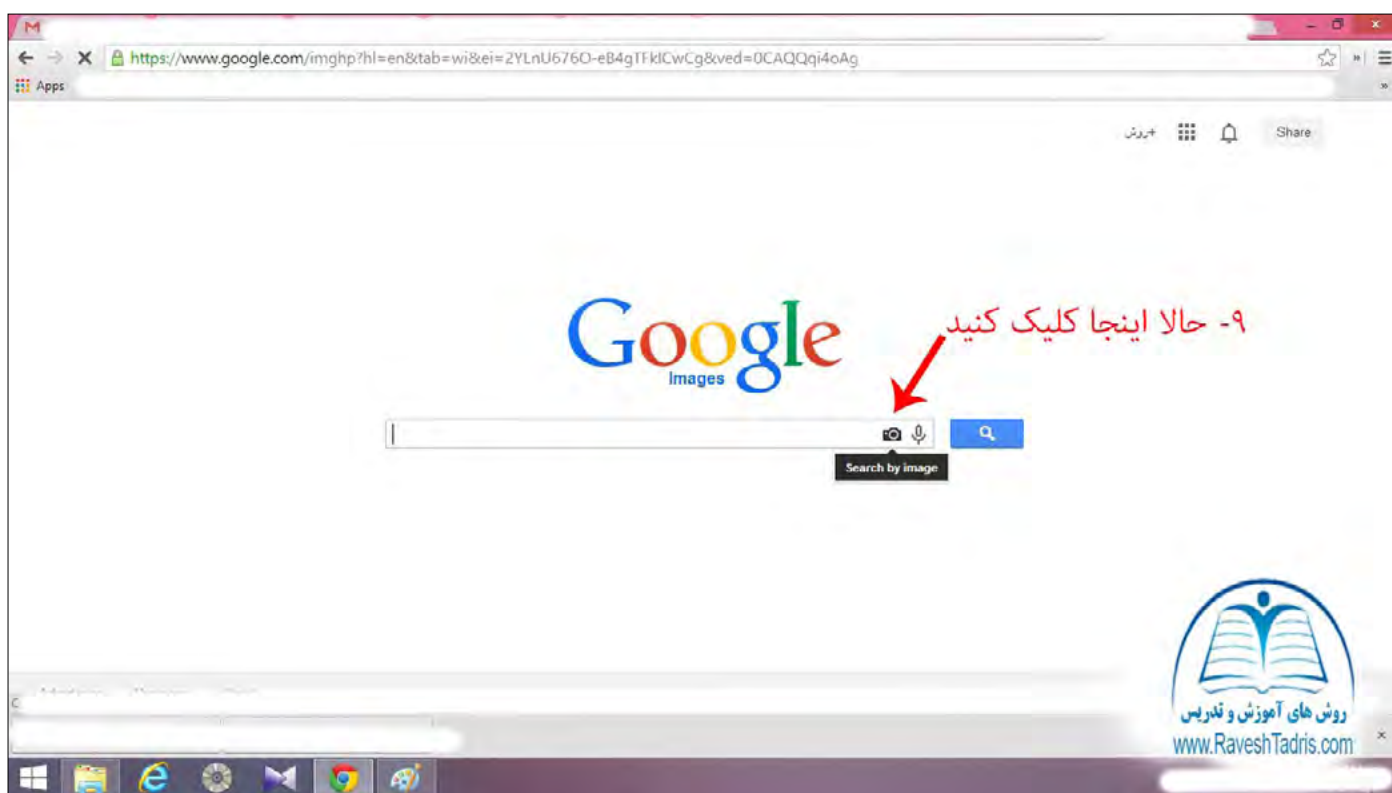 https://www.google.com/imghp?hl=en&tab=wi&ei=2YLnU676O-eB4gTFkICwCg&ved=0CAQQqi4oAg
Apps
+روش
Share
Google
Images
۹- حالا اینجا کلیک کنید
Search by image
روش های آموزش و تدریس
www.RaveshTadris.com